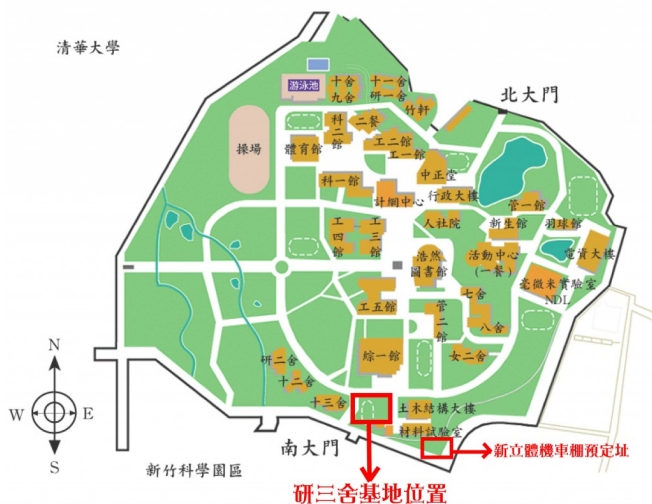 清華大學
北大門
游泳池
十舍
九舍
十一舍
研一舍
竹軒
科二館
二餐
體育館
工二館
工一館
中正堂
操場
科一館
計網中心
行政大樓
管一館
人社院
新生館
羽球館
工四館
工三館
浩然
圖書館
活動中心
(一餐)
電資大樓
毫微米實驗室
NDL
工五館
管二館
七舍
八舍
綜一館
女二舍
研二舍
十二舍
十三舍
土木結構大樓
材料試驗室
南大門
新竹科學園區
N
W
E
S
新立體機車棚預定址
研三舍基地位置